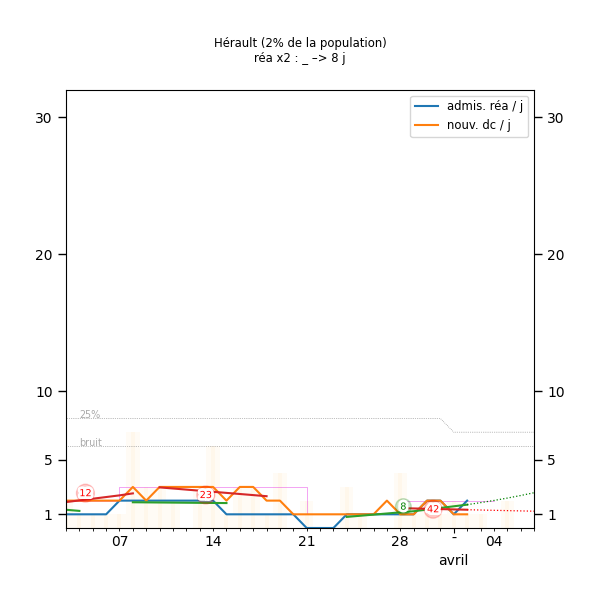 Hérault (2% de la population)
réa x2 : _ –> 8 j
admis. réa / j
nouv. dc / j
30 30
20 20
10 10
25%
bruit
5 5
12 23 8 42
1 1
07 14 21 28 - 04
avril